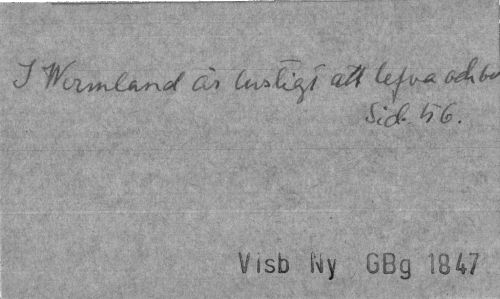 I Wermland är lustigt att lefva och bo
Sid. 56.
Visb Ny GBg 1847